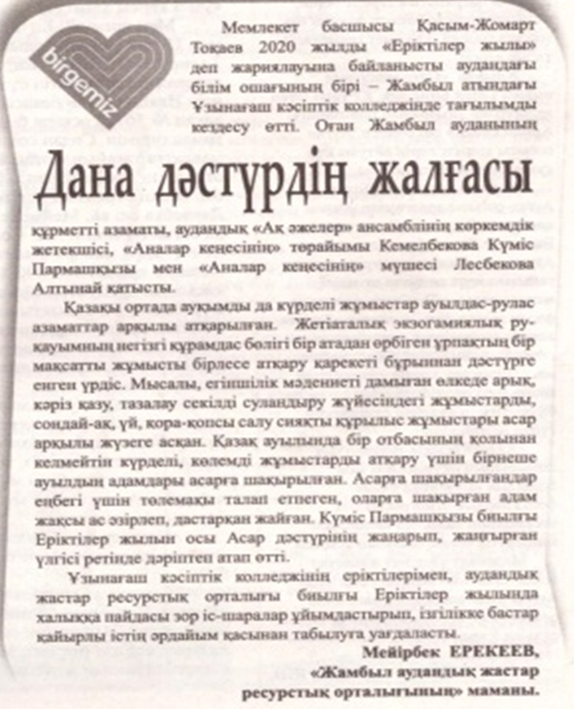 birgemiz
Мемлекет басшысы Қасым-Жомарт
Тоқаев 2020 жылды «Еріктілер жылы»
деп жариялауына байланысты аудандағы
білім ошағының бірі – Жамбыл атындағы
Ұзынағаш кәсіптік колледжінде тағылымды
кездесу өтті. Оған Жамбыл ауданының
Дана дәстүрдің жалғасы
құрметті азаматы, аудандық «Ақ әжелер» ансамблінің көркемдік
жетекшісі, «Аналар кеңесінің» төрайымы Кемелбекова Күміс
Пармашқызы мен «Аналар кеңесінің» мүшесі Лесбекова
Алтынай қатысты.
Қазақы ортада ауқымды да күрделі жұмыстар ауылдас-рулас
азаматтар арқылы атқарылған. Жетіаталық экзогамиялық ру-
қауымның негізгі құрамдас бөлігі бір атадан өрбіген ұрпақтың бір
мақсатты жұмысты бірлесе атқару қарекеті бұрыннан дәстүрге
енген үрдіс. Мысалы, егіншілік мәдениеті дамыған өлкеде арық,
кәріз қазу, тазалау секілді суландыру жүйесіндегі жұмыстарды,
сондай-ақ, үй, қора-қопсы салу сияқты құрылыс жұмыстары асар
арқылы жүзеге асқан. Қазақ ауылында бір отбасының қолынан
келмейтін күрделі, көлемді жұмыстарды атқару үшін бірнеше
ауылдың адамдары асарға шақырылған. Асарға шақырылғандар
еңбегі үшін төлемақы талап етпеген, оларға шақырған адам
жақсы ас әзірлеп, дастарқан жайған. Күміс Пармашқызы биылғы
Еріктілер жылын осы Асар дәстүрінің жаңарып, жаңғырған
үлгісі ретінде дәріптеп атап өтті.
Ұзынағаш кәсіптік колледжінің еріктілерімен, аудандық
жастар ресурстық орталығы биылғы Еріктілер жылында
халыққа пайдасы зор іс-шаралар ұйымдастырып, ізгілікке бастар
қайырлы істің әрдайым қасынан табылуға уағдаласты.
Мейірбек ЕРЕКЕЕВ,
«Жамбыл аудандық жастар
ресурстық орталығының» маманы.